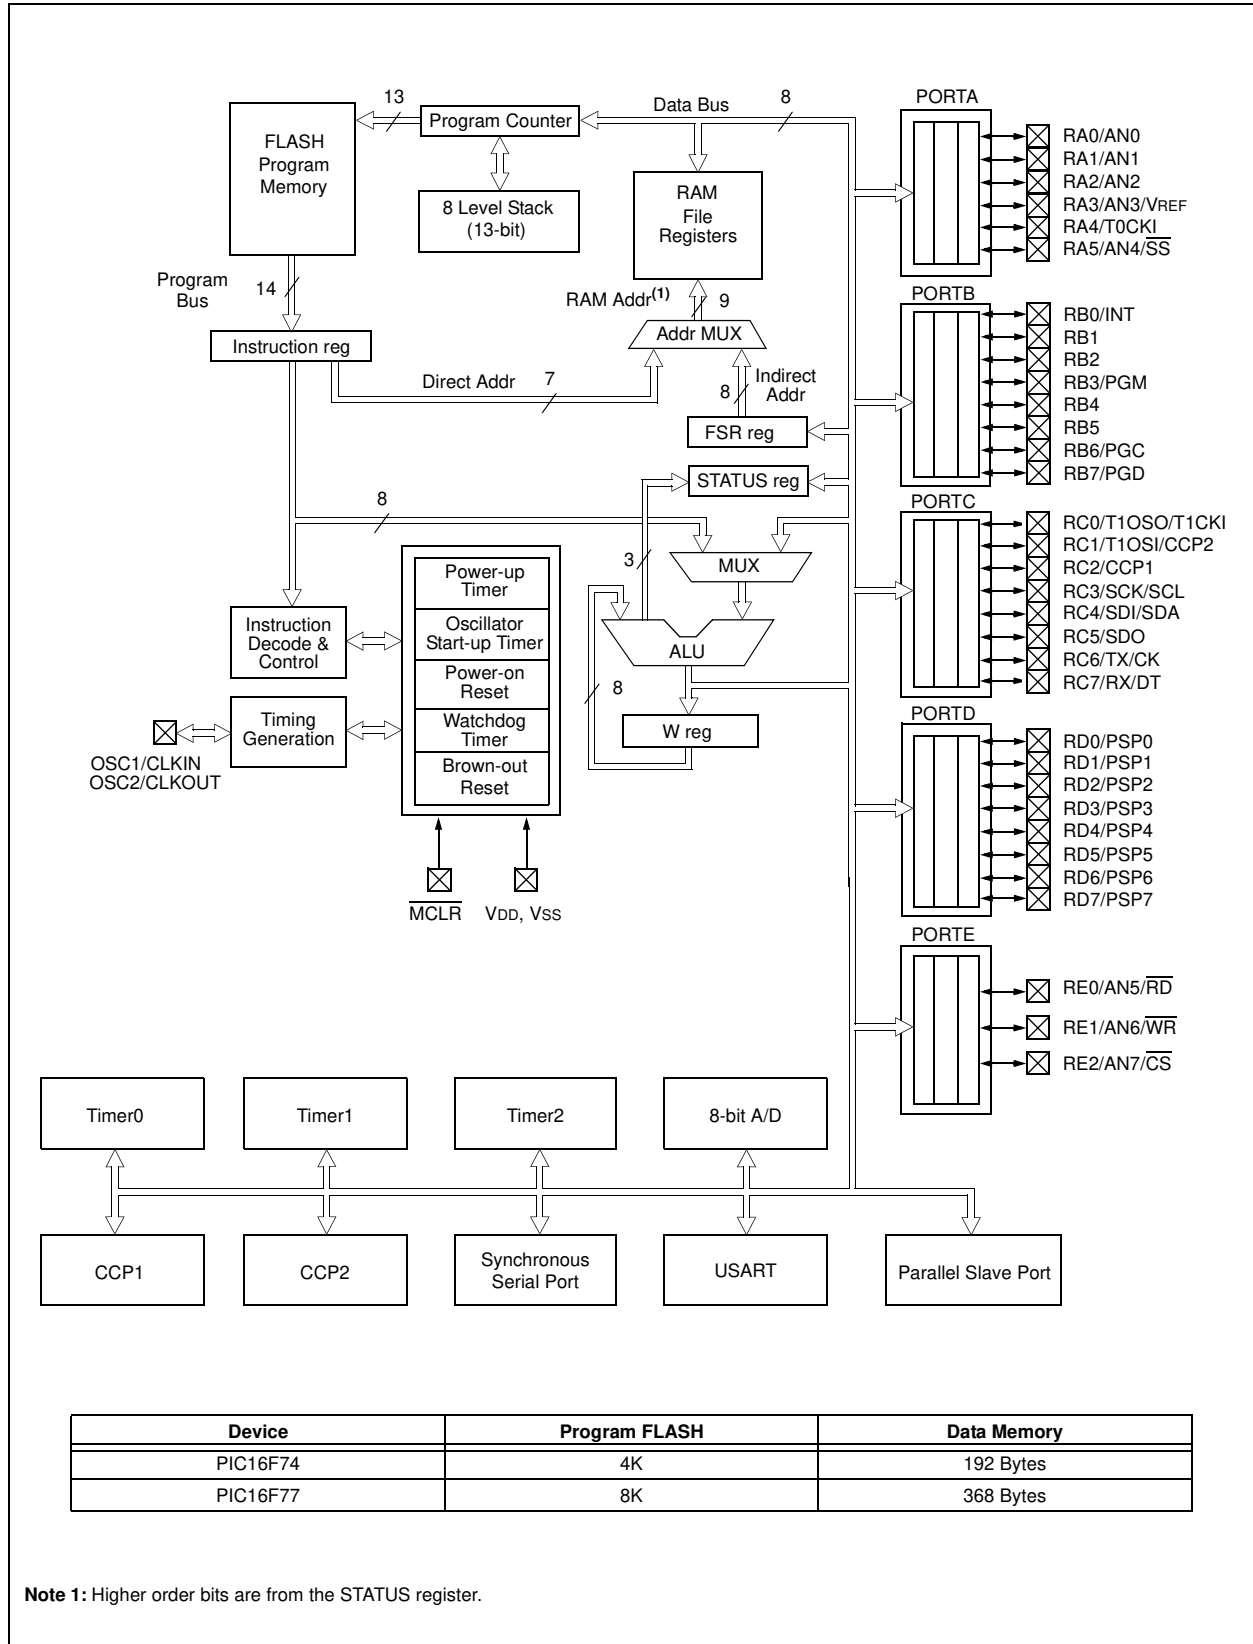 FLASH
Program
Memory
13
Program Counter
8 Level Stack
(13-bit)
Data Bus
8
RAM
File
Registers
Program
Bus
14
RAM Addr(1)
9
Addr MUX
Instruction reg
Direct Addr
7
8
Indirect
Addr
FSR reg
STATUS reg
8
3
MUX
ALU
8
W reg
Power-up
Timer
Oscillator
Start-up Timer
Power-on
Reset
Watchdog
Timer
Brown-out
Reset
Instruction
Decode &
Control
Timing
Generation
OSC1/CLKIN
OSC2/CLKOUT
MCLR
VDD, VSS
PORTA
RA0/AN0
RA1/AN1
RA2/AN2
RA3/AN3/VREF
RA4/T0CKI
RA5/AN4/SS
PORTB
RB0/INT
RB1
RB2
RB3/PGM
RB4
RB5
RB6/PGC
RB7/PGD
PORTC
RC0/T1OSO/T1CKI
RC1/T1OSI/CCP2
RC2/CCP1
RC3/SCK/SCL
RC4/SDI/SDA
RC5/SDO
RC6/TX/CK
RC7/RX/DT
PORTD
RD0/PSP0
RD1/PSP1
RD2/PSP2
RD3/PSP3
RD4/PSP4
RD5/PSP5
RD6/PSP6
RD7/PSP7
PORTE
RE0/AN5/RD
RE1/AN6/WR
RE2/AN7/CS
Timer0
Timer1
Timer2
8-bit A/D
CCP1
CCP2
Synchronous
Serial Port
USART
Parallel Slave Port
Device Program FLASH Data Memory
PIC16F74 4K 192 Bytes
PIC16F77 8K 368 Bytes
Note 1: Higher order bits are from the STATUS register.